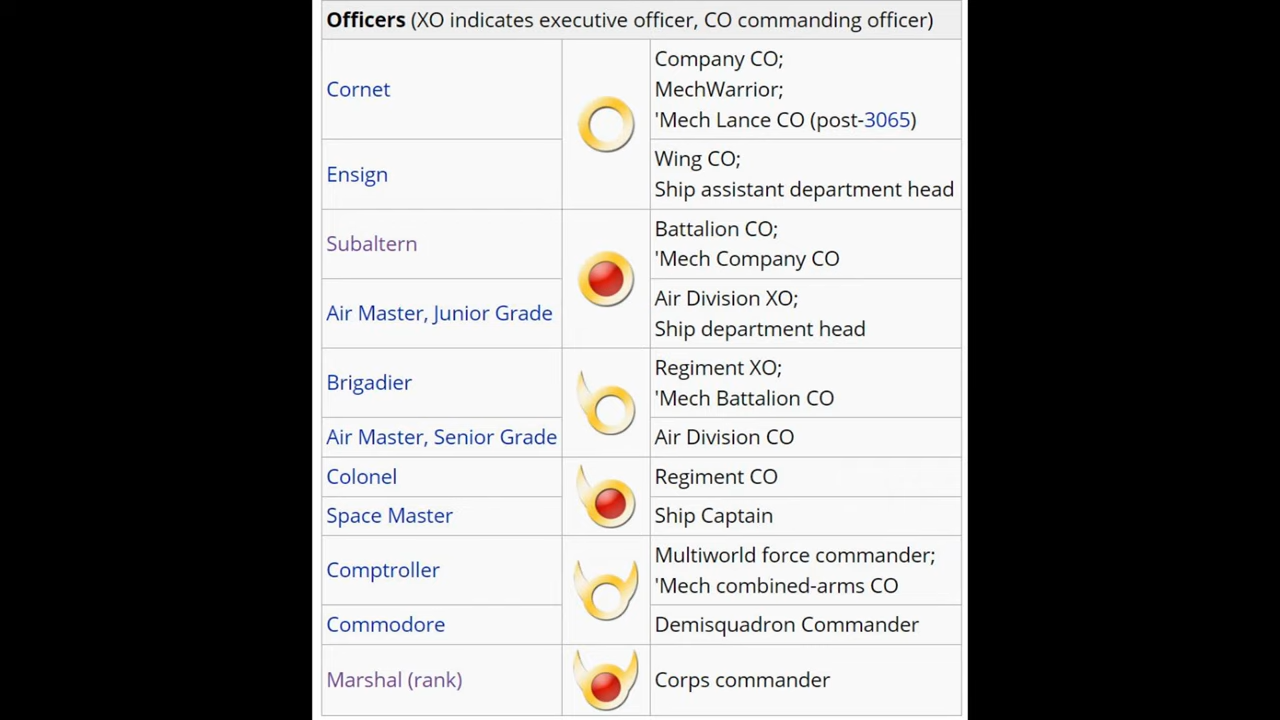 Officers (XO indicates executive officer, CO commanding officer)
Cornet
Company CO;
MechWarrior;
'Mech Lance CO (post-3065)
Ensign
Wing CO;
Ship assistant department head
Subaltern
Battalion CO;
'Mech Company CO
Air Master, Junior Grade
Air Division XO;
Ship department head
Brigadier
Regiment XO;
'Mech Battalion CO
Air Master, Senior Grade
Air Division CO
Colonel
Regiment CO
Space Master
Ship Captain
Comptroller
Multiworld force commander;
'Mech combined-arms CO
Commodore
Demisquadron Commander
Marshal (rank)
Corps commander